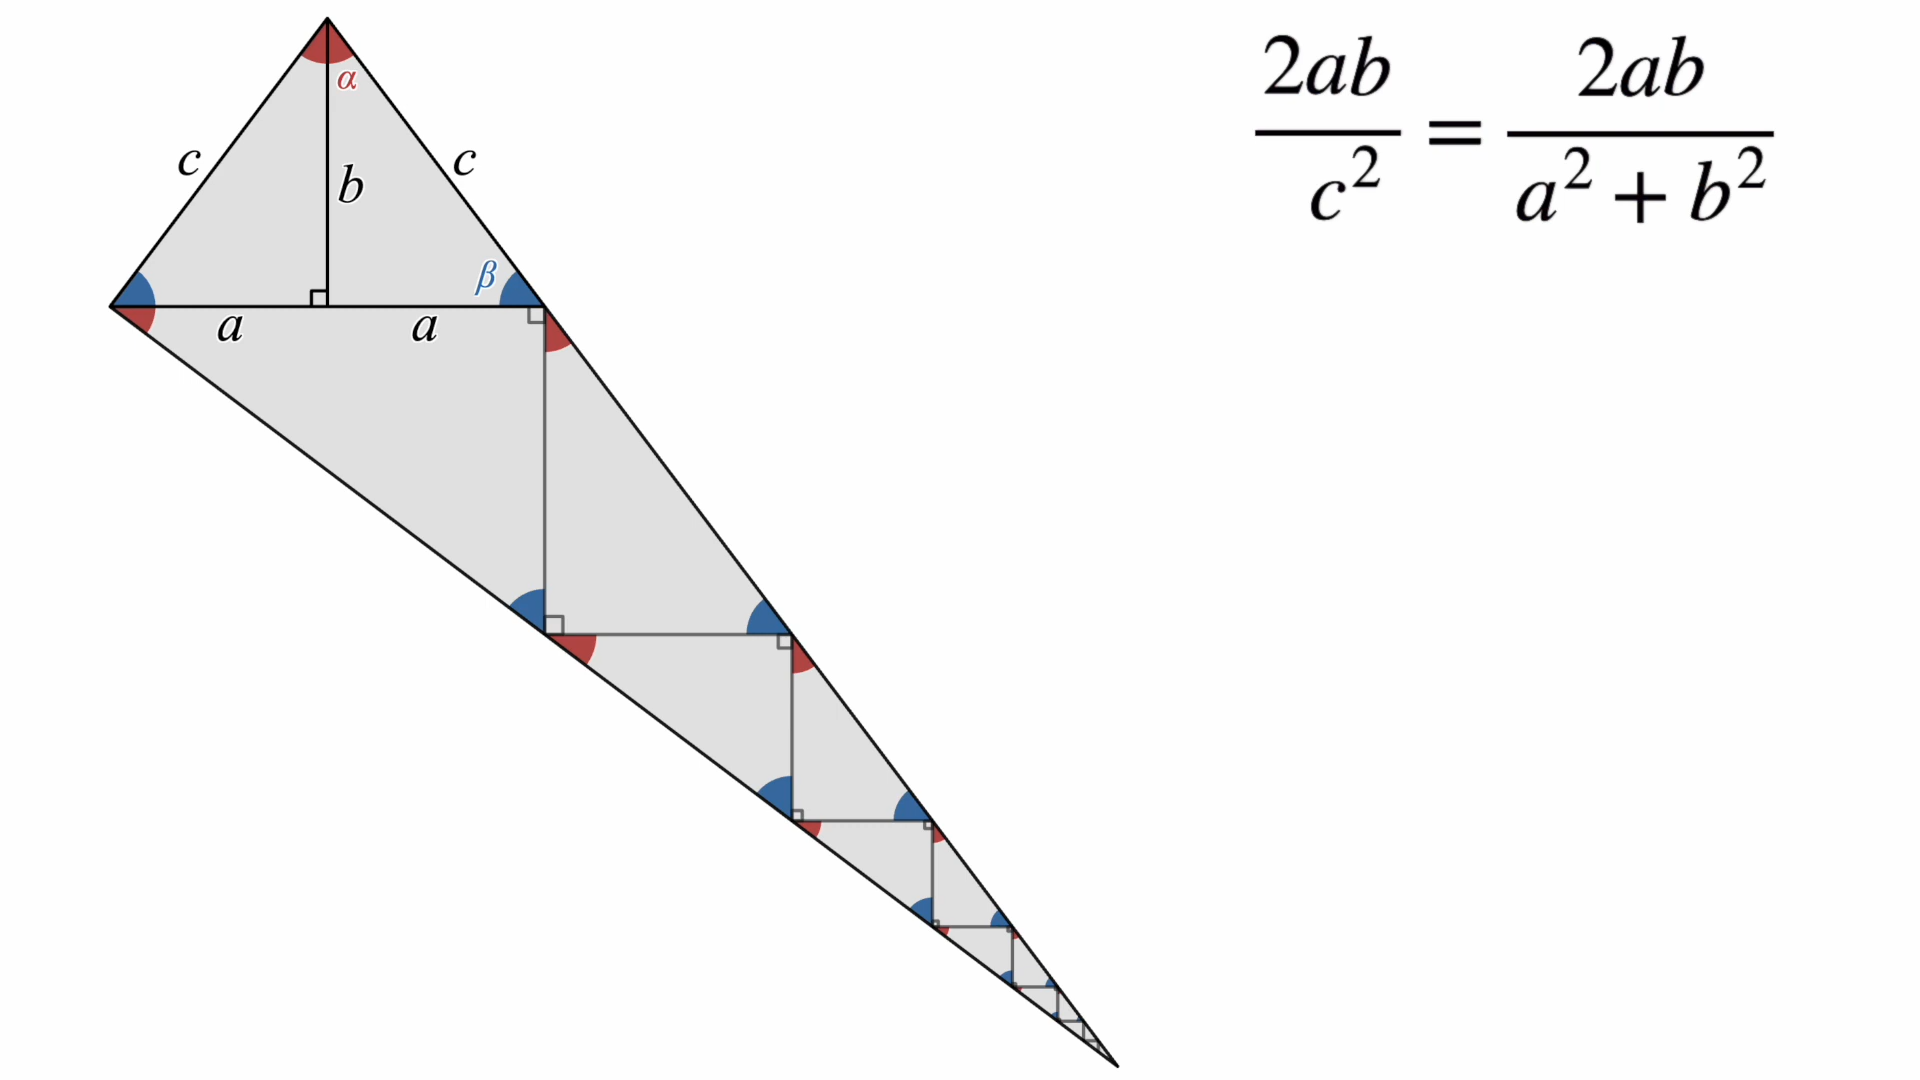 α
c
c
b
β
a
a
2ab/c² = 2ab/(a² + b²)